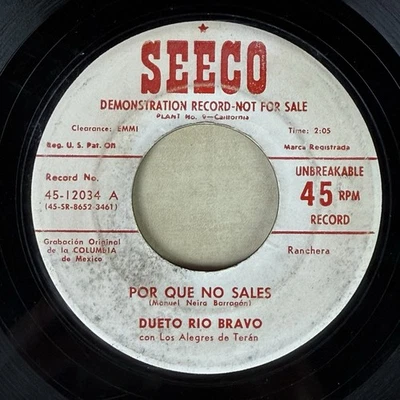 SEECO
DEMONSTRATION RECORD-NOT FOR SALE
PLANT No. 9-California
Clearance: EMMI
Time: 2:05
Reg. U. S. Pat. Off
Marca Registrada
Record No.
45-12034 A
(45-SR-8652-3461)
UNBREAKABLE
45 RPM
RECORD
Grabación Original
de la COLUMBIA
de Mexico
Ranchera
POR QUE NO SALES
(Manuel Neira Barragán)
DUETO RIO BRAVO
con Los Alegres de Terán